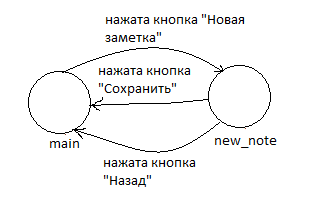 нажата кнопка "Новая
заметка"
нажата кнопка
"Сохранить"
main
new_note
нажата кнопка
"Назад"